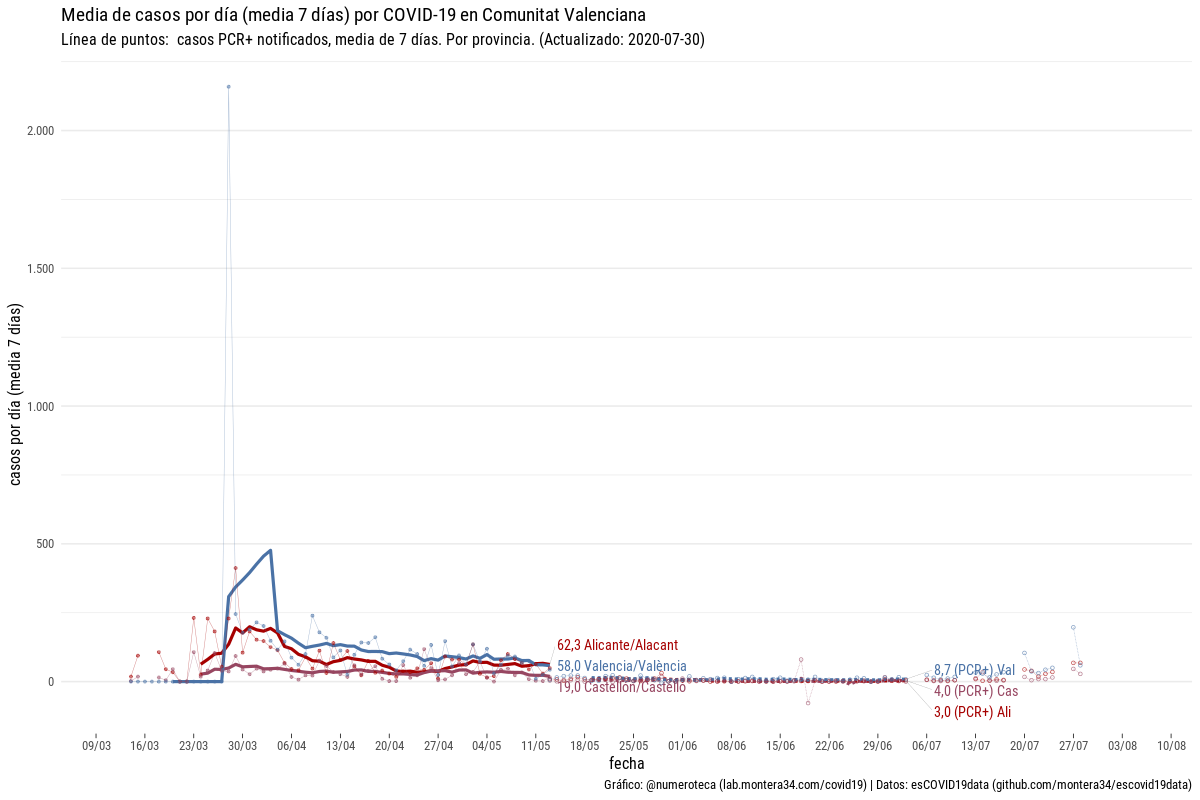 Media de casos por día (media 7 días) por COVID-19 en Comunitat Valenciana
Línea de puntos:  casos PCR+ notificados, media de 7 días. Por provincia. (Actualizado: 2020-07-30)
casos por día (media 7 días)
2.000
1.500
1.000
500
0
62,3 Alicante/Alacant
58,0 Valencia/València
19,0 Castellón/Castelló
8,7 (PCR+) Val
4,0 (PCR+) Cas
3,0 (PCR+) Ali
09/03 16/03 23/03 30/03 06/04 13/04 20/04 27/04 04/05 11/05 18/05 25/05 01/06 08/06 15/06 22/06 29/06 06/07 13/07 20/07 27/07 03/08 10/08
fecha
Gráfico: @numeroteca (lab.montera34.com/covid19) | Datos: esCOVID19data (github.com/montera34/escovid19data)